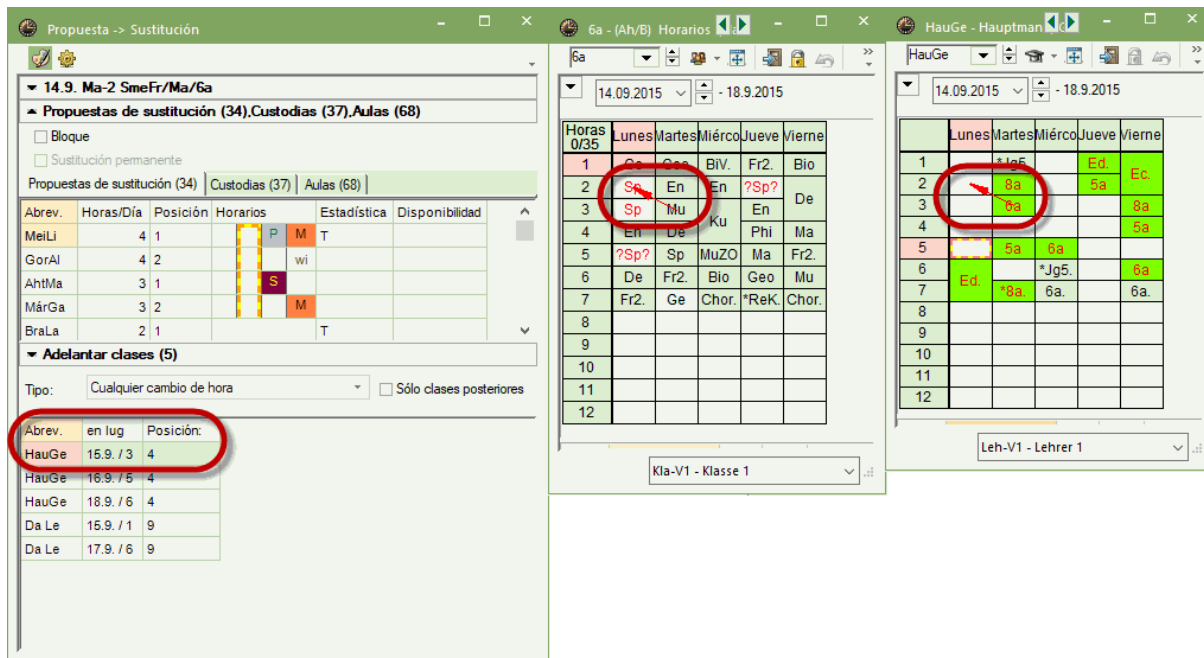 Propuesta -> Sustitución
14.9. Ma-2 SmeFr/Ma/6a
Propuestas de sustitución (34),Custodias (37),Aulas (68)
Bloque
Sustitución permanente
Propuestas de sustitución (34) Custodias (37) Aulas (68)
Abrev. Horas/Día Posición Horarios Estadística Disponibilidad
MeiLi 4 1 P M T
GorAl 4 2 wi
AhtMa 3 1 S
MárGa 3 2 M
BraLa 2 1 T
Adelantar clases (5)
Tipo: Cualquier cambio de hora Sólo clases posteriores
Abrev. en lug Posición:
HauGe 15.9. / 3 4
HauGe 16.9. / 5 4
HauGe 18.9. / 6 4
Da Le 15.9. / 1 9
Da Le 17.9. / 6 9
6a - (Ah/B) Horarios
6a
14.09.2015 - 18.9.2015
Horas 0/35 Lunes Martes Miérco Jueve Vierne
1 BiV. Fr2. Bio
2 Sp En En ?Sp? De
3 Sp Mu Ku En
4 En De Phi Ma
5 ?Sp? Sp MuZO Ma Fr2.
6 De Fr2. Bio Geo Mu
7 Fr2. Ge Chor. *ReK. Chor.
8
9
10
11
12
Kla-V1 - Klasse 1
HauGe - Hauptman
HauGe
14.09.2015 - 18.9.2015
Lunes Martes Miérco Jueve Vierne
1 *Jg5. Ed. Ec.
2 8a 5a
3 6a 8a
4 5a
5 5a 6a
6 Ed. *Jg5. 6a
7 *8a. 6a. 6a.
8
9
10
11
12
Leh-V1 - Lehrer 1